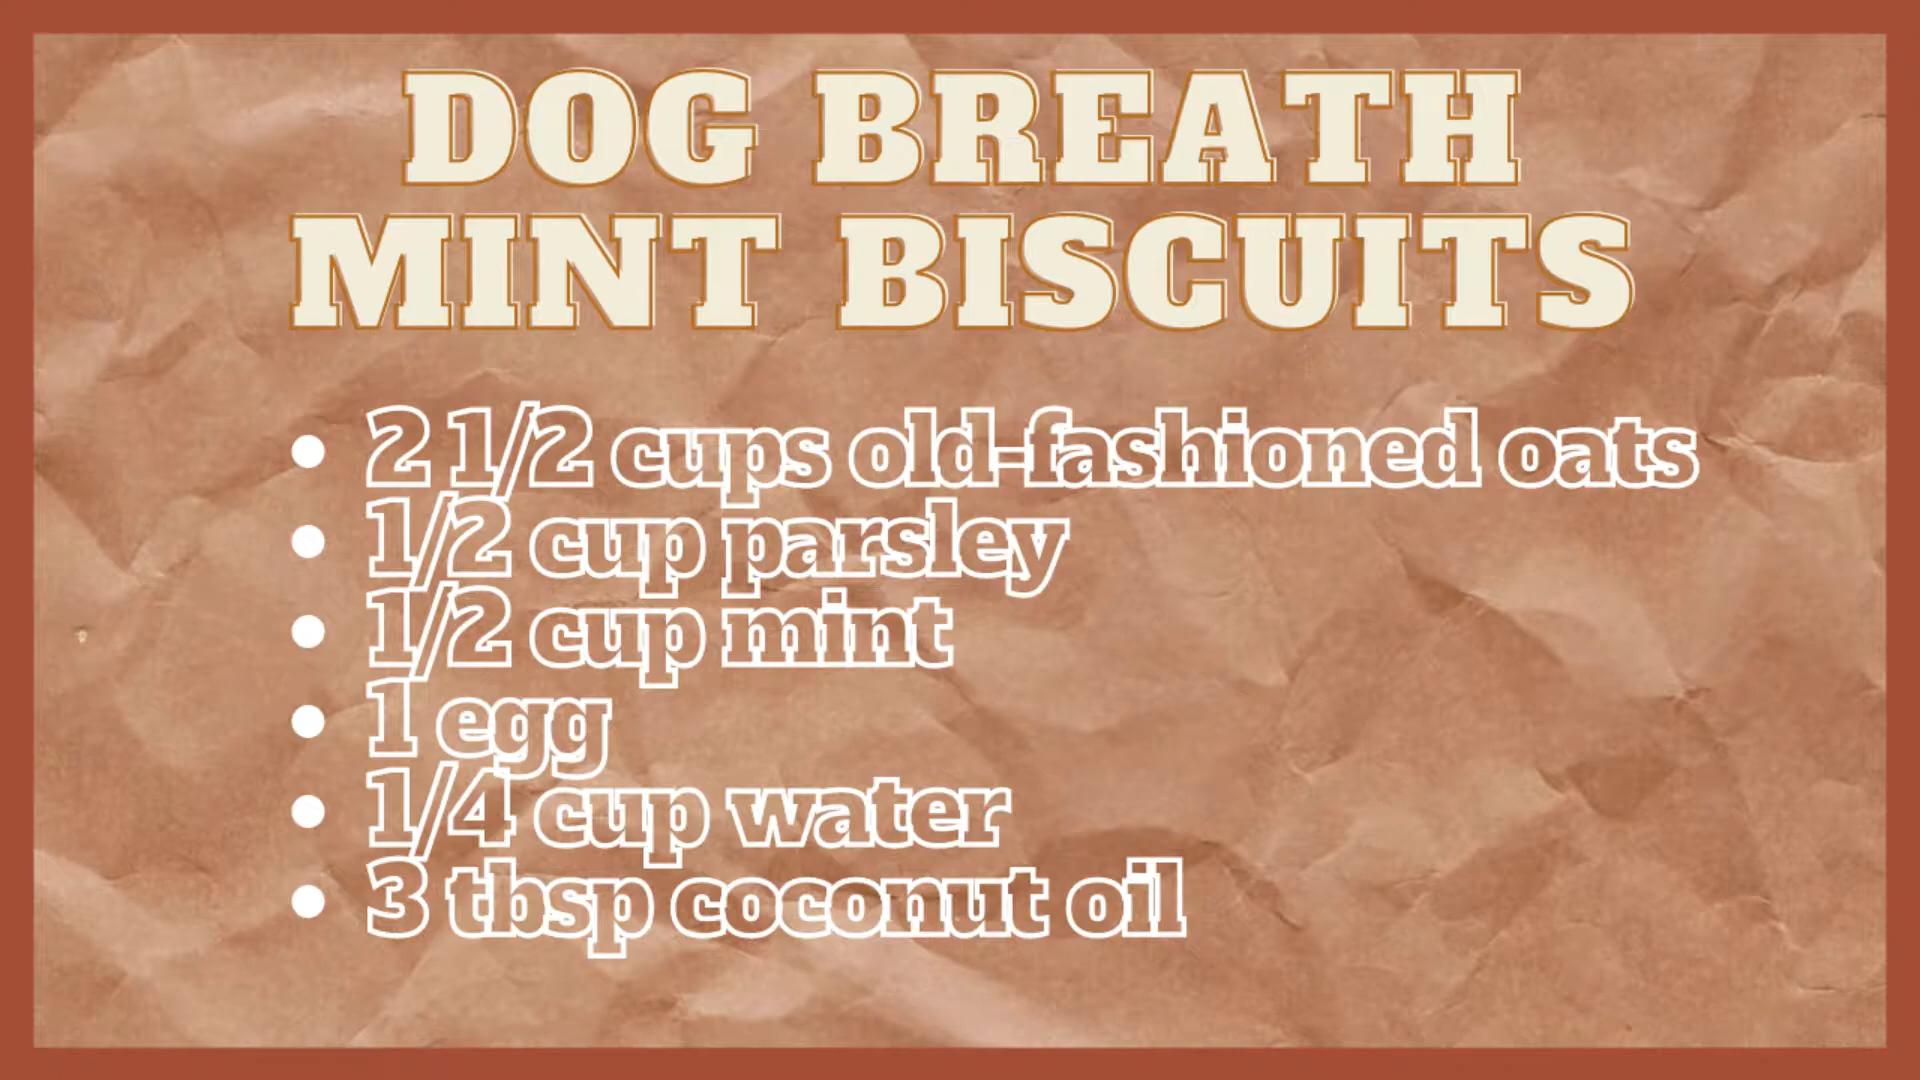 DOG BREATH
MINT BISCUITS
• 2 1/2 cups old-fashioned oats
• 1/2 cup parsley
• 1/2 cup mint
• 1 egg
• 1/4 cup water
• 3 tbsp coconut oil